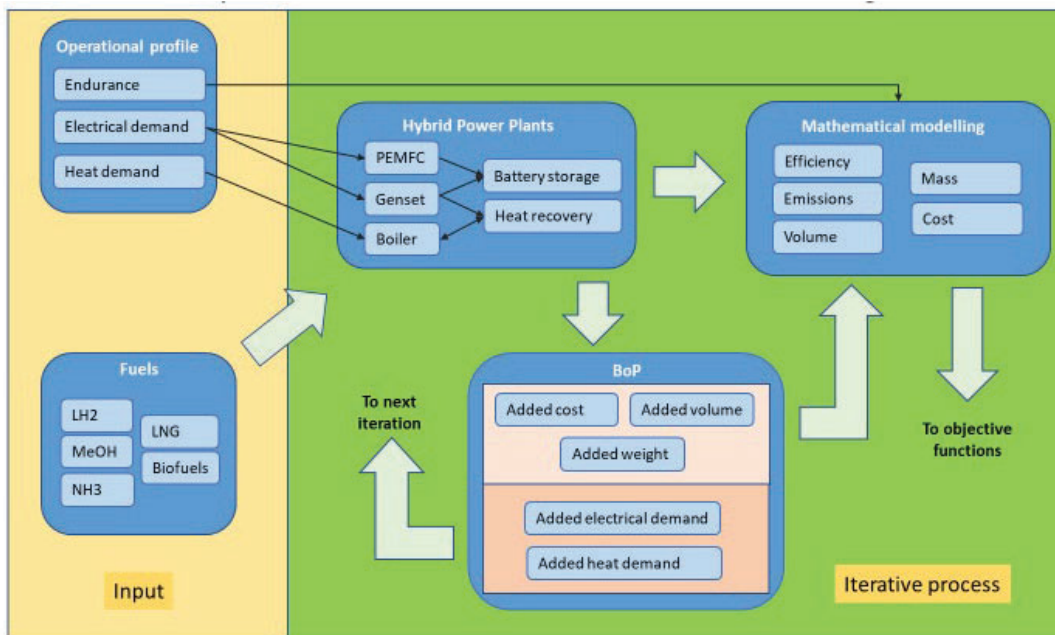 Operational profile
Endurance
Electrical demand
Heat demand
Hybrid Power Plants
PEMFC
Genset
Boiler
Battery storage
Heat recovery
Mathematical modelling
Efficiency
Emissions
Volume
Mass
Cost
Fuels
LH2
MeOH
NH3
LNG
Biofuels
To next
iteration
BoP
Added cost
Added volume
Added weight
Added electrical demand
Added heat demand
To objective
functions
Input
Iterative process